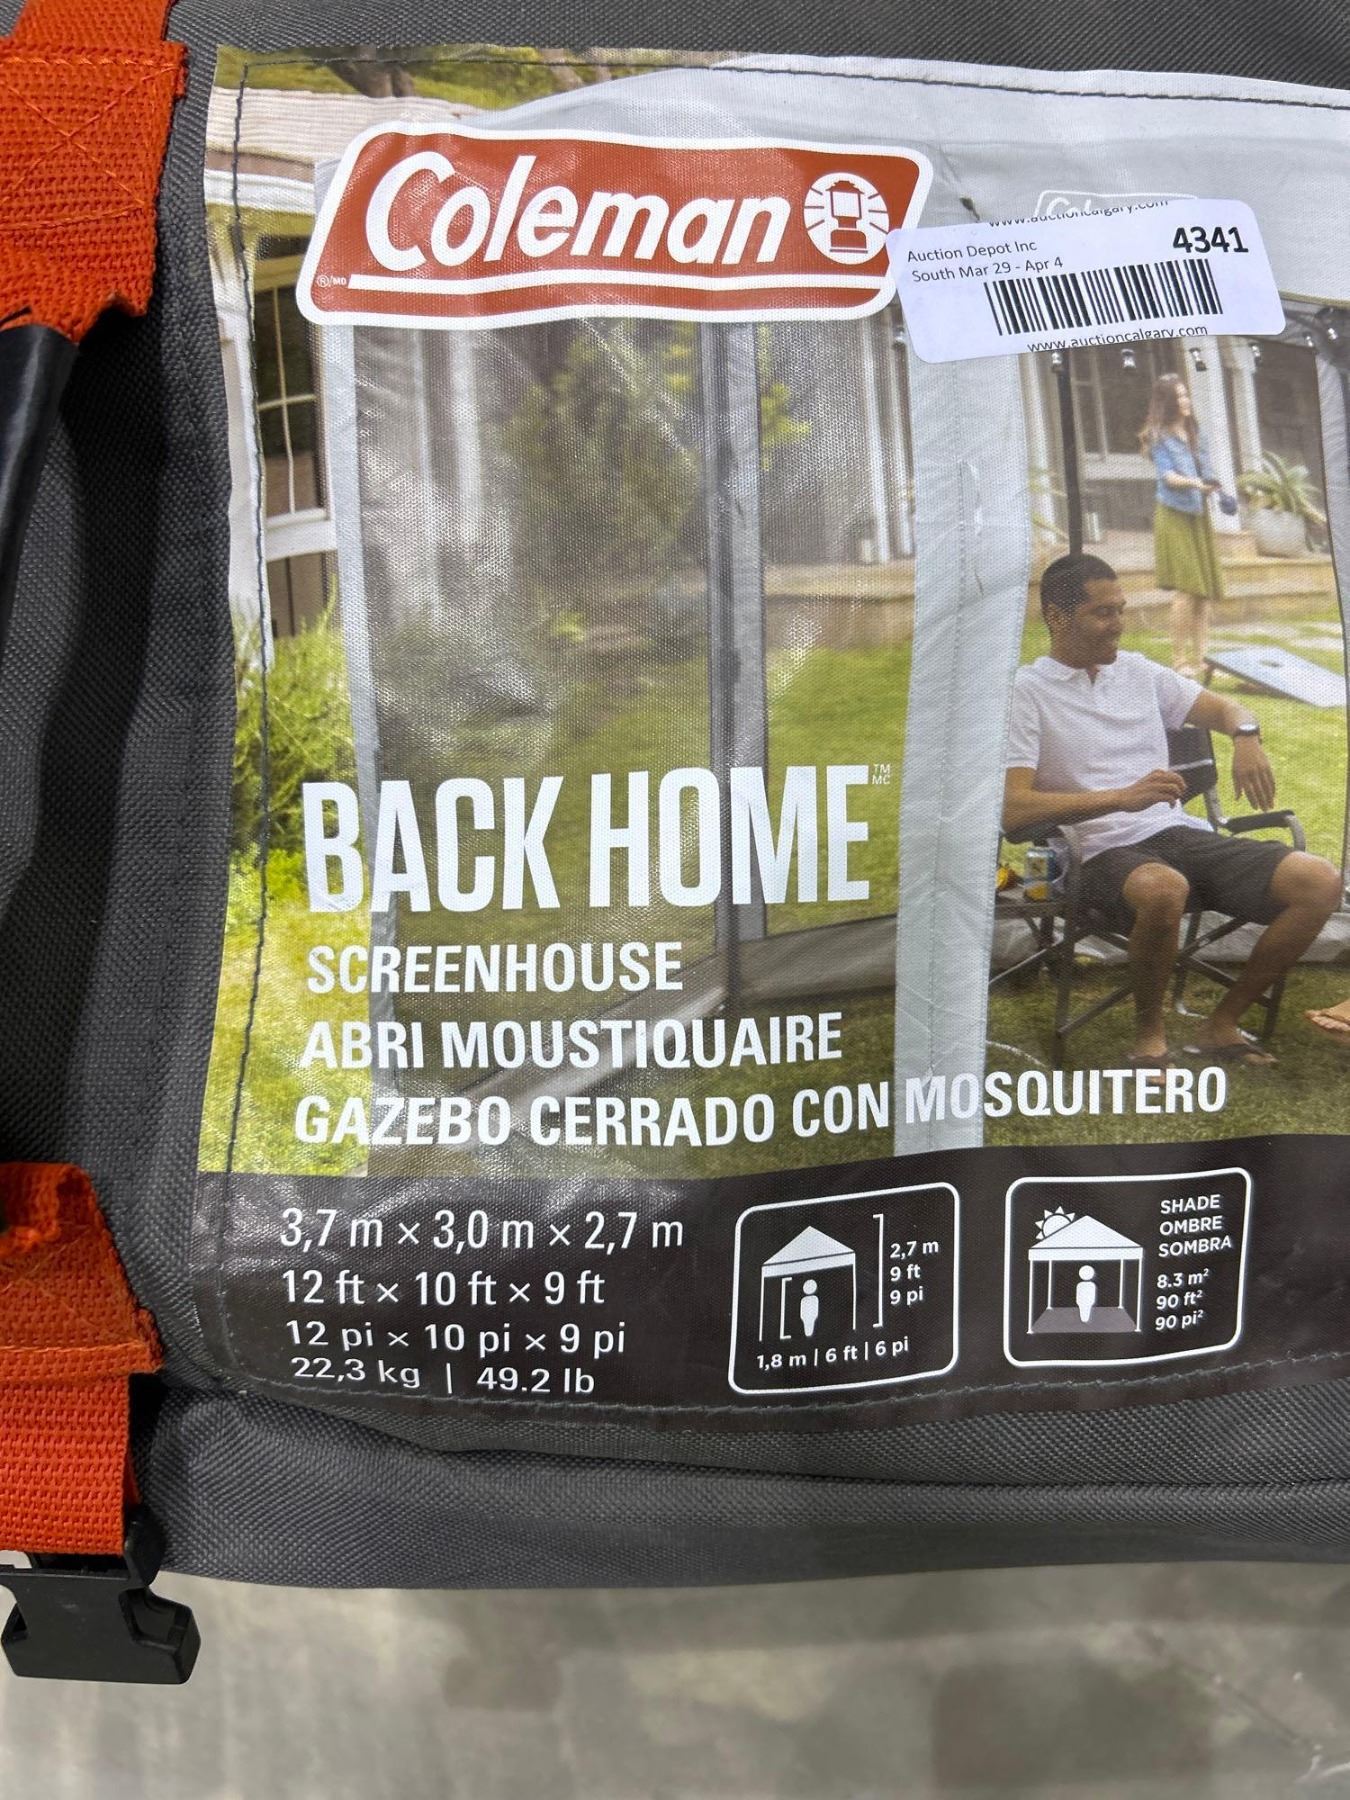 Coleman
®/MD
www.auctioncalgary.com
Auction Depot Inc
4341
South Mar 29 - Apr 4
www.auctioncalgary.com
BACK HOME™
MC
SCREENHOUSE
ABRI MOUSTIQUAIRE
GAZEBO CERRADO CON MOSQUITERO
3,7 m × 3,0 m × 2,7 m
12 ft × 10 ft × 9 ft
12 pi × 10 pi × 9 pi
22,3 kg | 49.2 lb
2,7 m
9 ft
9 pi
1,8 m | 6 ft | 6 pi
SHADE
OMBRE
SOMBRA
8.3 m²
90 ft²
90 pi²